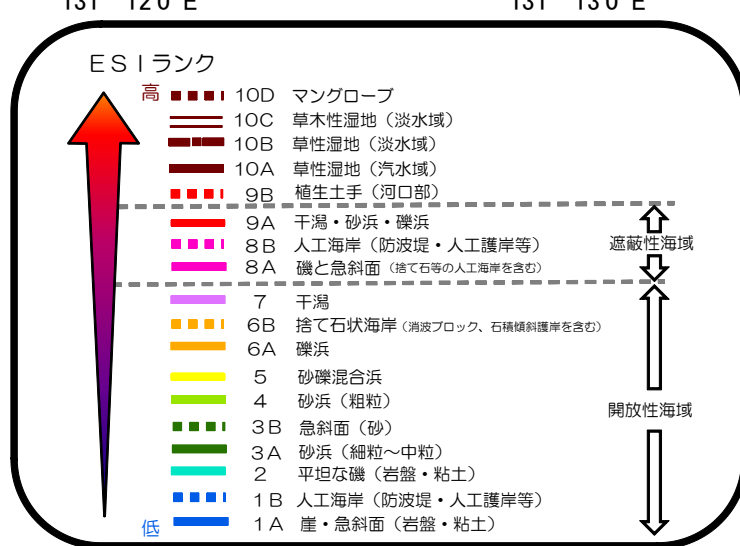 131° 120′E 131° 130′E
ＥＳＩランク
高
10D マングローブ
10C 草木性湿地（淡水域）
10B 草性湿地（淡水域）
10A 草性湿地（汽水域）
9B 植生土手（河口部）
9A 干潟・砂浜・礫浜
8B 人工海岸（防波堤・人工護岸等）
遮蔽性海域
8A 磯と急斜面（捨て石等の人工海岸を含む）
7 干潟
6B 捨て石状海岸（消波ブロック、石積傾斜護岸を含む）
6A 礫浜
5 砂礫混合浜
4 砂浜（粗粒）
開放性海域
3B 急斜面（砂）
3A 砂浜（細粒～中粒）
2 平坦な磯（岩盤・粘土）
1B 人工海岸（防波堤・人工護岸等）
低
1A 崖・急斜面（岩盤・粘土）